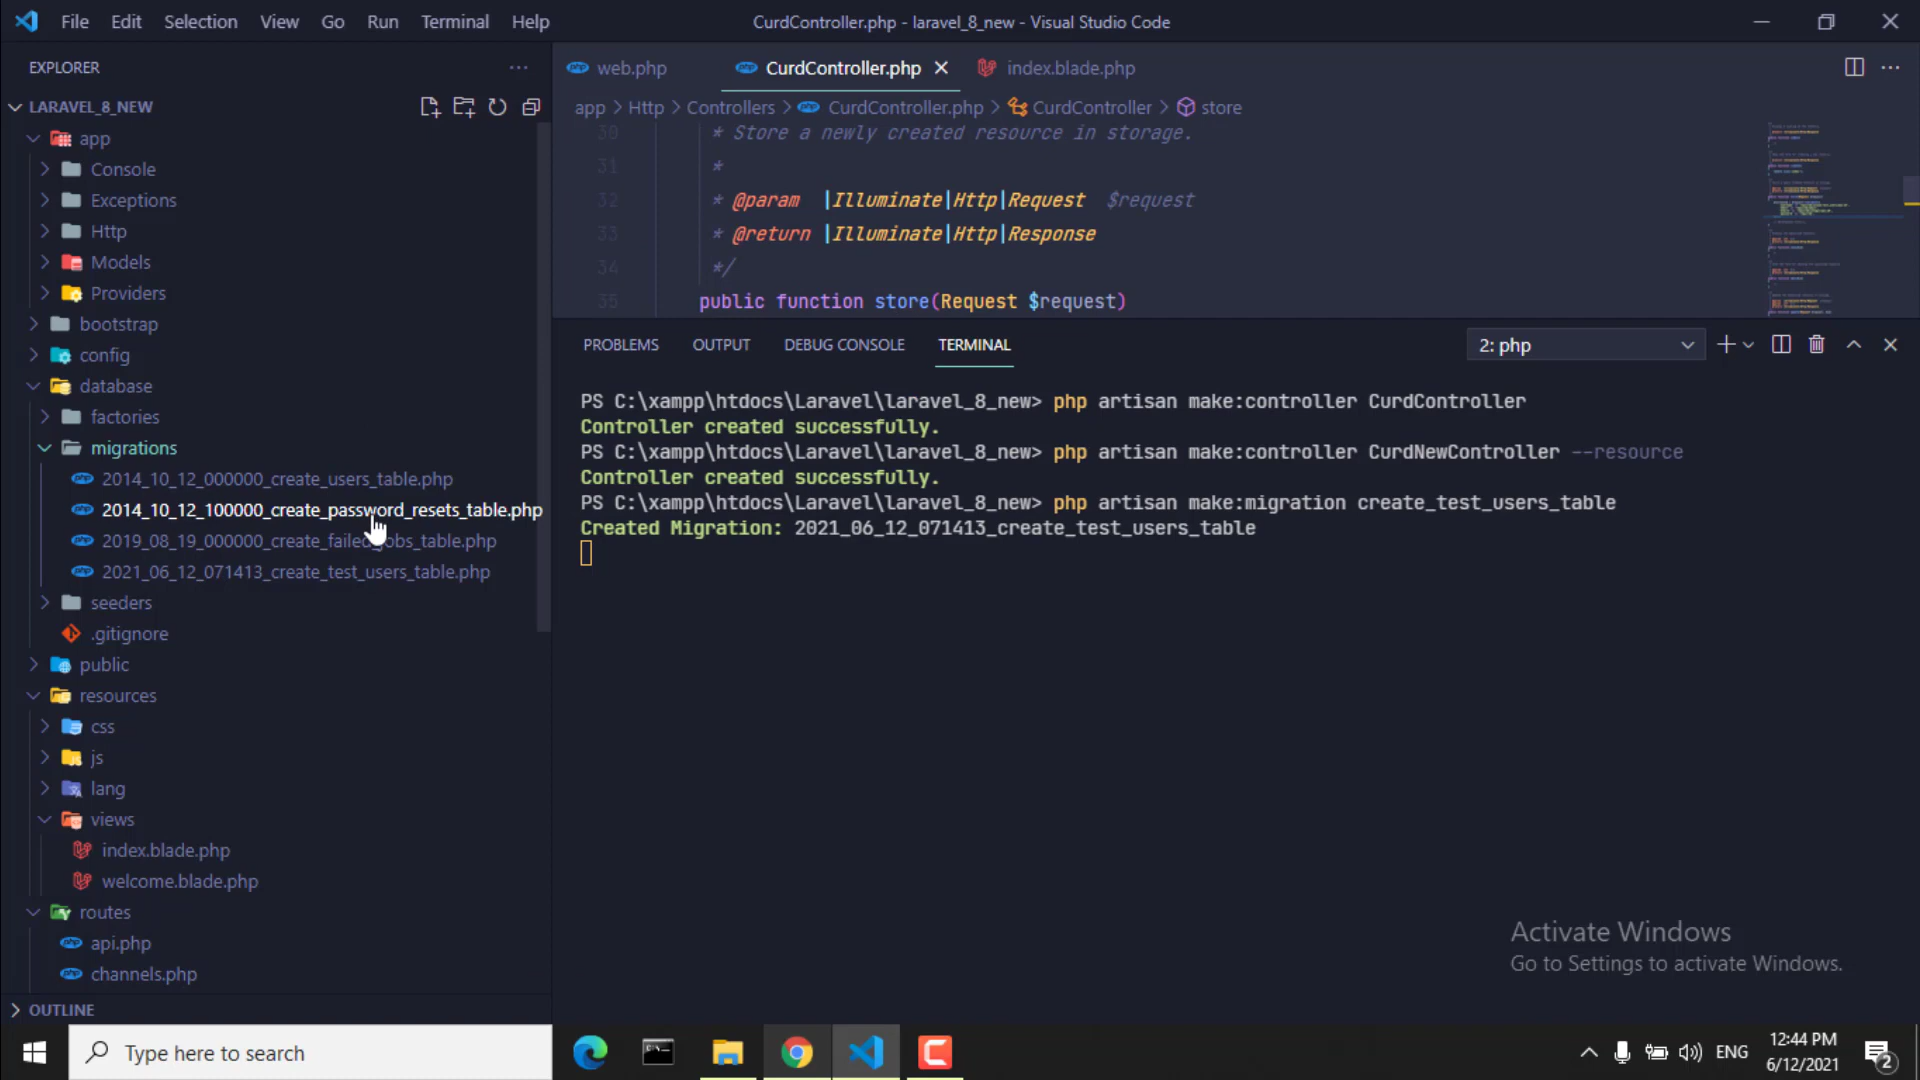 File Edit Selection View Go Run Terminal Help
CurdController.php - laravel_8_new - Visual Studio Code
EXPLORER
LARAVEL_8_NEW
app
Console
Exceptions
Http
Models
Providers
bootstrap
config
database
factories
migrations
2014_10_12_000000_create_users_table.php
2014_10_12_100000_create_password_resets_table.php
2019_08_19_000000_create_failed_jobs_table.php
2021_06_12_071413_create_test_users_table.php
seeders
.gitignore
public
resources
css
js
lang
views
index.blade.php
welcome.blade.php
routes
api.php
channels.php
OUTLINE
web.php CurdController.php index.blade.php
app > Http > Controllers > CurdController.php > CurdController > store
30 * Store a newly created resource in storage.
31 *
32 * @param |Illuminate|Http|Request $request
33 * @return |Illuminate|Http|Response
34 */
35 public function store(Request $request)
PROBLEMS OUTPUT DEBUG CONSOLE TERMINAL 2: php
PS C:\xampp\htdocs\Laravel\laravel_8_new> php artisan make:controller CurdController
Controller created successfully.
PS C:\xampp\htdocs\Laravel\laravel_8_new> php artisan make:controller CurdNewController --resource
Controller created successfully.
PS C:\xampp\htdocs\Laravel\laravel_8_new> php artisan make:migration create_test_users_table
Created Migration: 2021_06_12_071413_create_test_users_table
Activate Windows
Go to Settings to activate Windows.
Type here to search
ENG
12:44 PM
6/12/2021
2